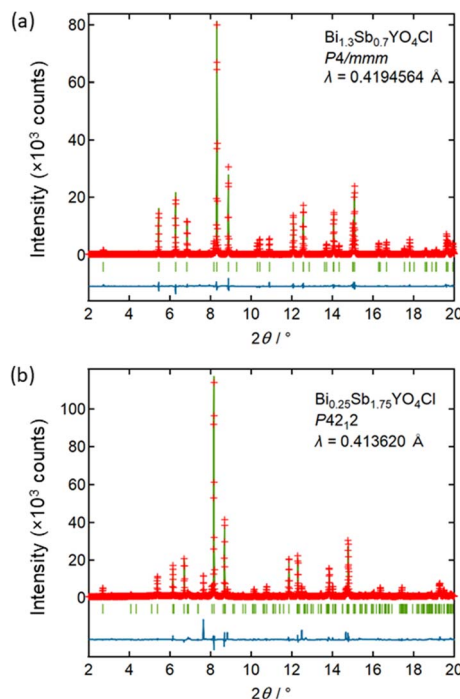 (a)
Bi1.3Sb0.7YO4Cl
P4/mmm
λ = 0.4194564 Å
Intensity (×10³ counts)
80
60
40
20
0
2 4 6 8 10 12 14 16 18 20
2θ / °
(b)
Bi0.25Sb1.75YO4Cl
P42₁2
λ = 0.413620 Å
Intensity (×10³ counts)
100
80
60
40
20
0
2 4 6 8 10 12 14 16 18 20
2θ / °